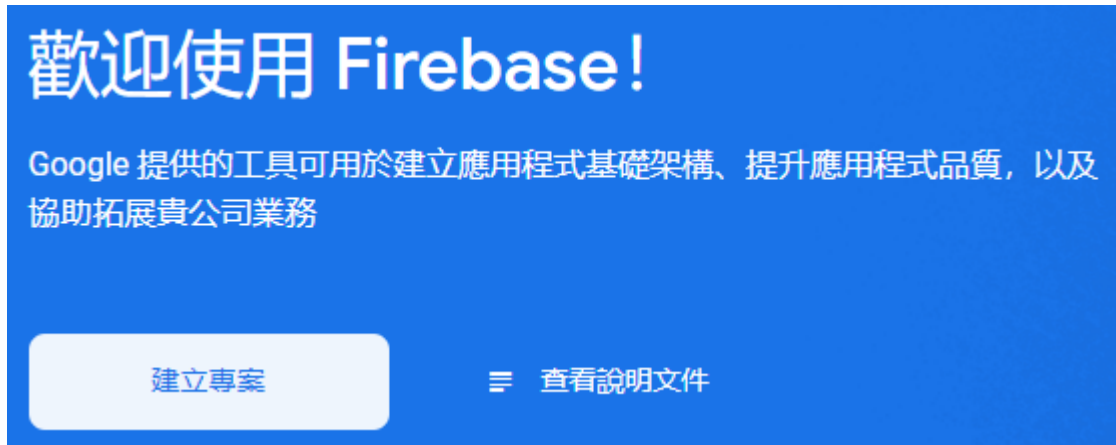 歡迎使用 Firebase！
Google 提供的工具可用於建立應用程式基礎架構、提升應用程式品質，以及
協助拓展貴公司業務
建立專案
查看說明文件